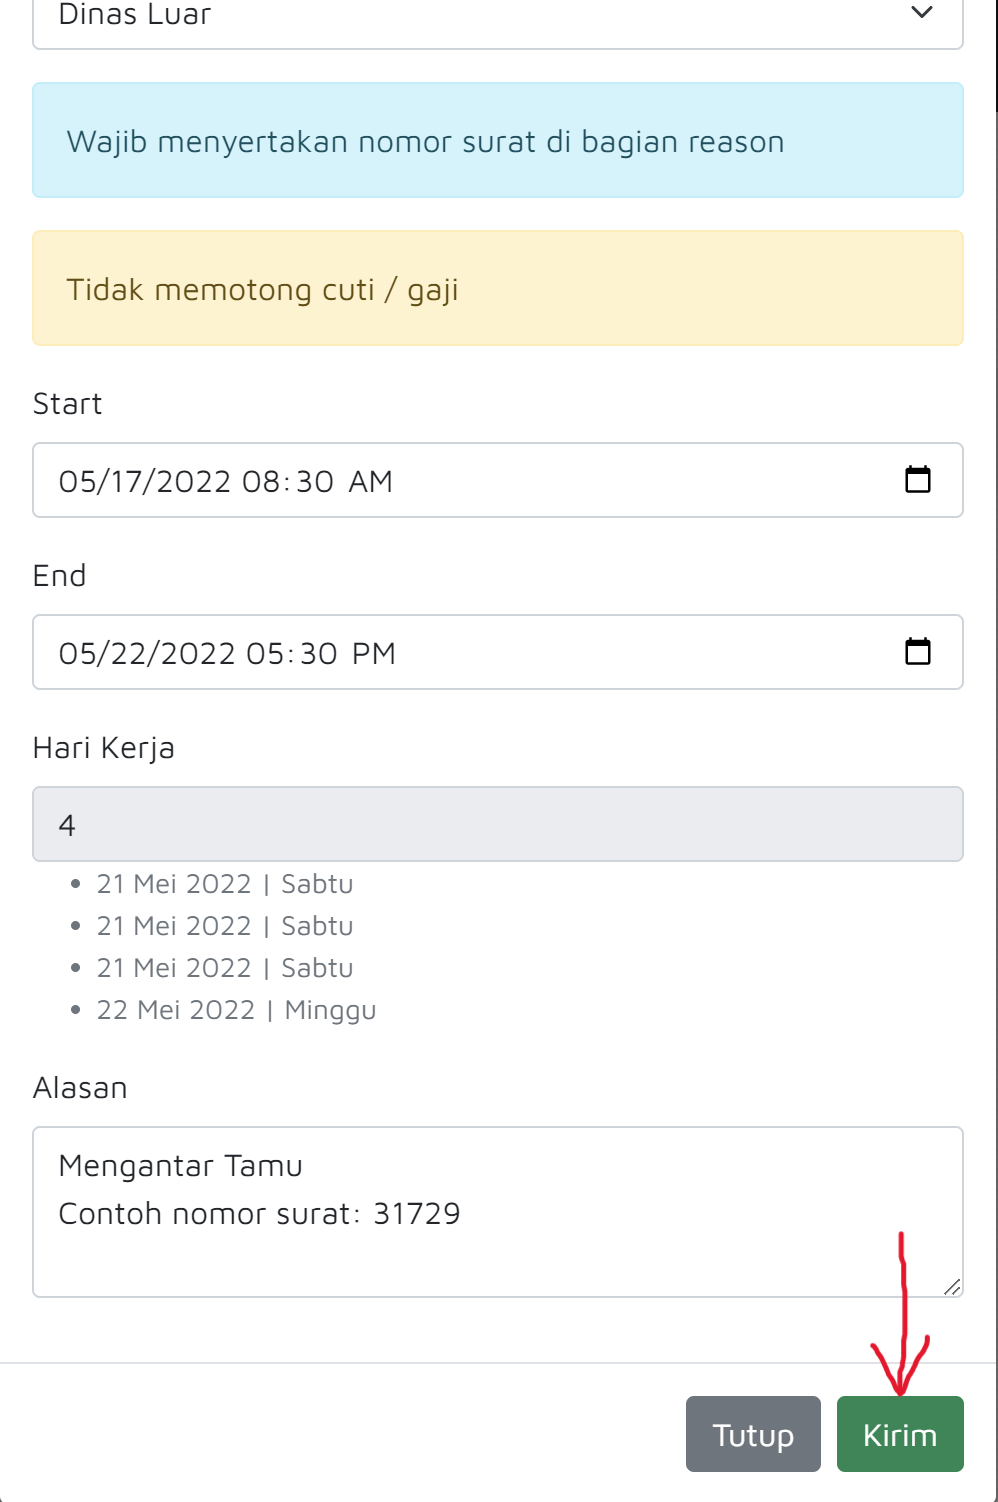 Dinas Luar
Wajib menyertakan nomor surat di bagian reason
Tidak memotong cuti / gaji
Start
05/17/2022 08:30 AM
End
05/22/2022 05:30 PM
Hari Kerja
4
21 Mei 2022 | Sabtu
21 Mei 2022 | Sabtu
21 Mei 2022 | Sabtu
22 Mei 2022 | Minggu
Alasan
Mengantar Tamu
Contoh nomor surat: 31729
Tutup Kirim